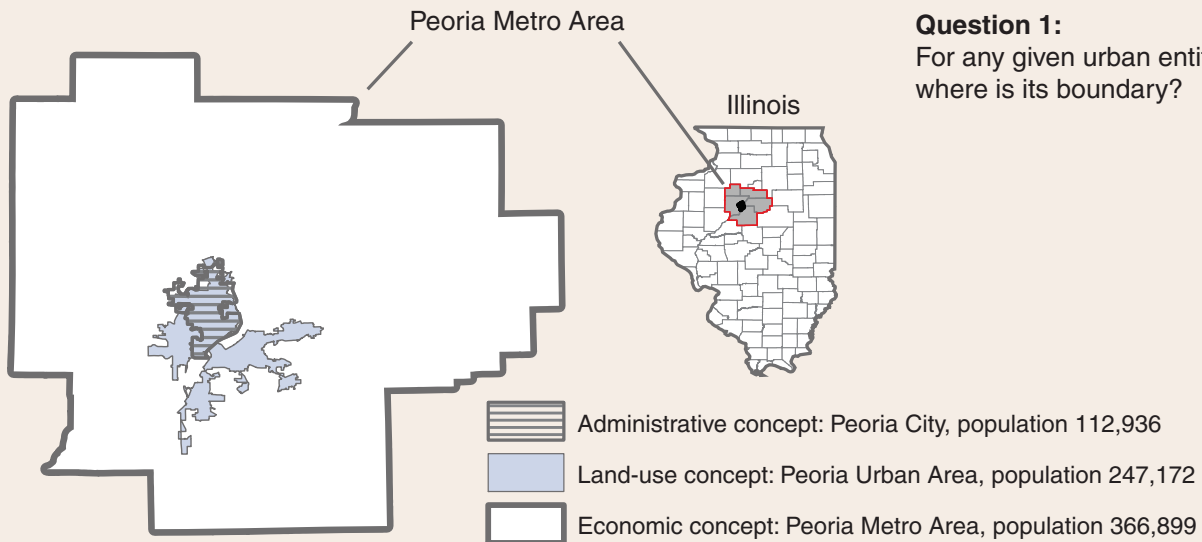 Peoria Metro Area
Question 1:
For any given urban
where is its boundary?
Illinois
Administrative concept: Peoria City, population 112,936
Land-use concept: Peoria Urban Area, population 247,172
Economic concept: Peoria Metro Area, population 366,899